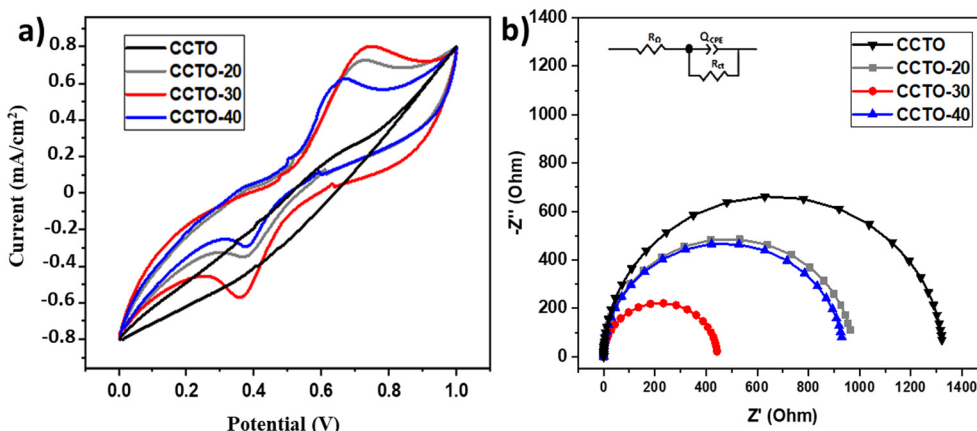 a)
CCTO
CCTO-20
CCTO-30
CCTO-40
Current (mA/cm²)
0.8
0.6
0.4
0.2
0
-0.2
-0.4
-0.6
-0.8
0.0 0.2 0.4 0.6 0.8 1.0
Potential (V)
b)
RΩ
QCPE
Rct
CCTO
CCTO-20
CCTO-30
CCTO-40
-Z'' (Ohm)
1400
1200
1000
800
600
400
200
0
0 200 400 600 800 1000 1200 1400
Z' (Ohm)